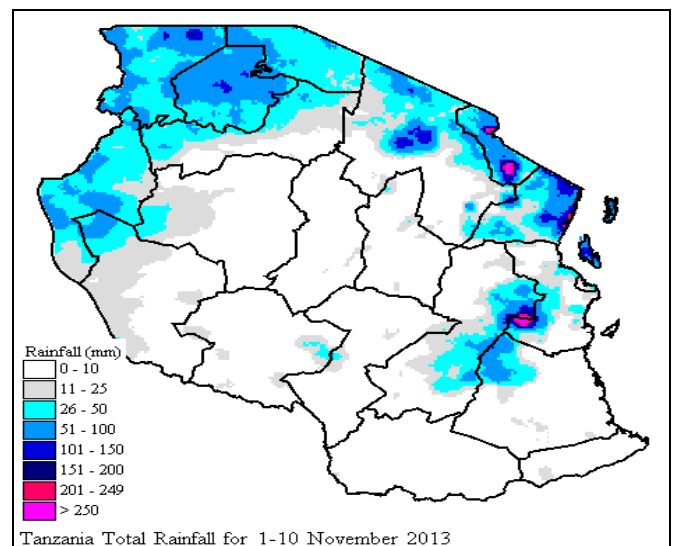 Rainfall (mm)
0 - 10
11 - 25
26 - 50
51 - 100
101 - 150
151 - 200
201 - 249
> 250
Tanzania Total Rainfall for 1-10 November 2013